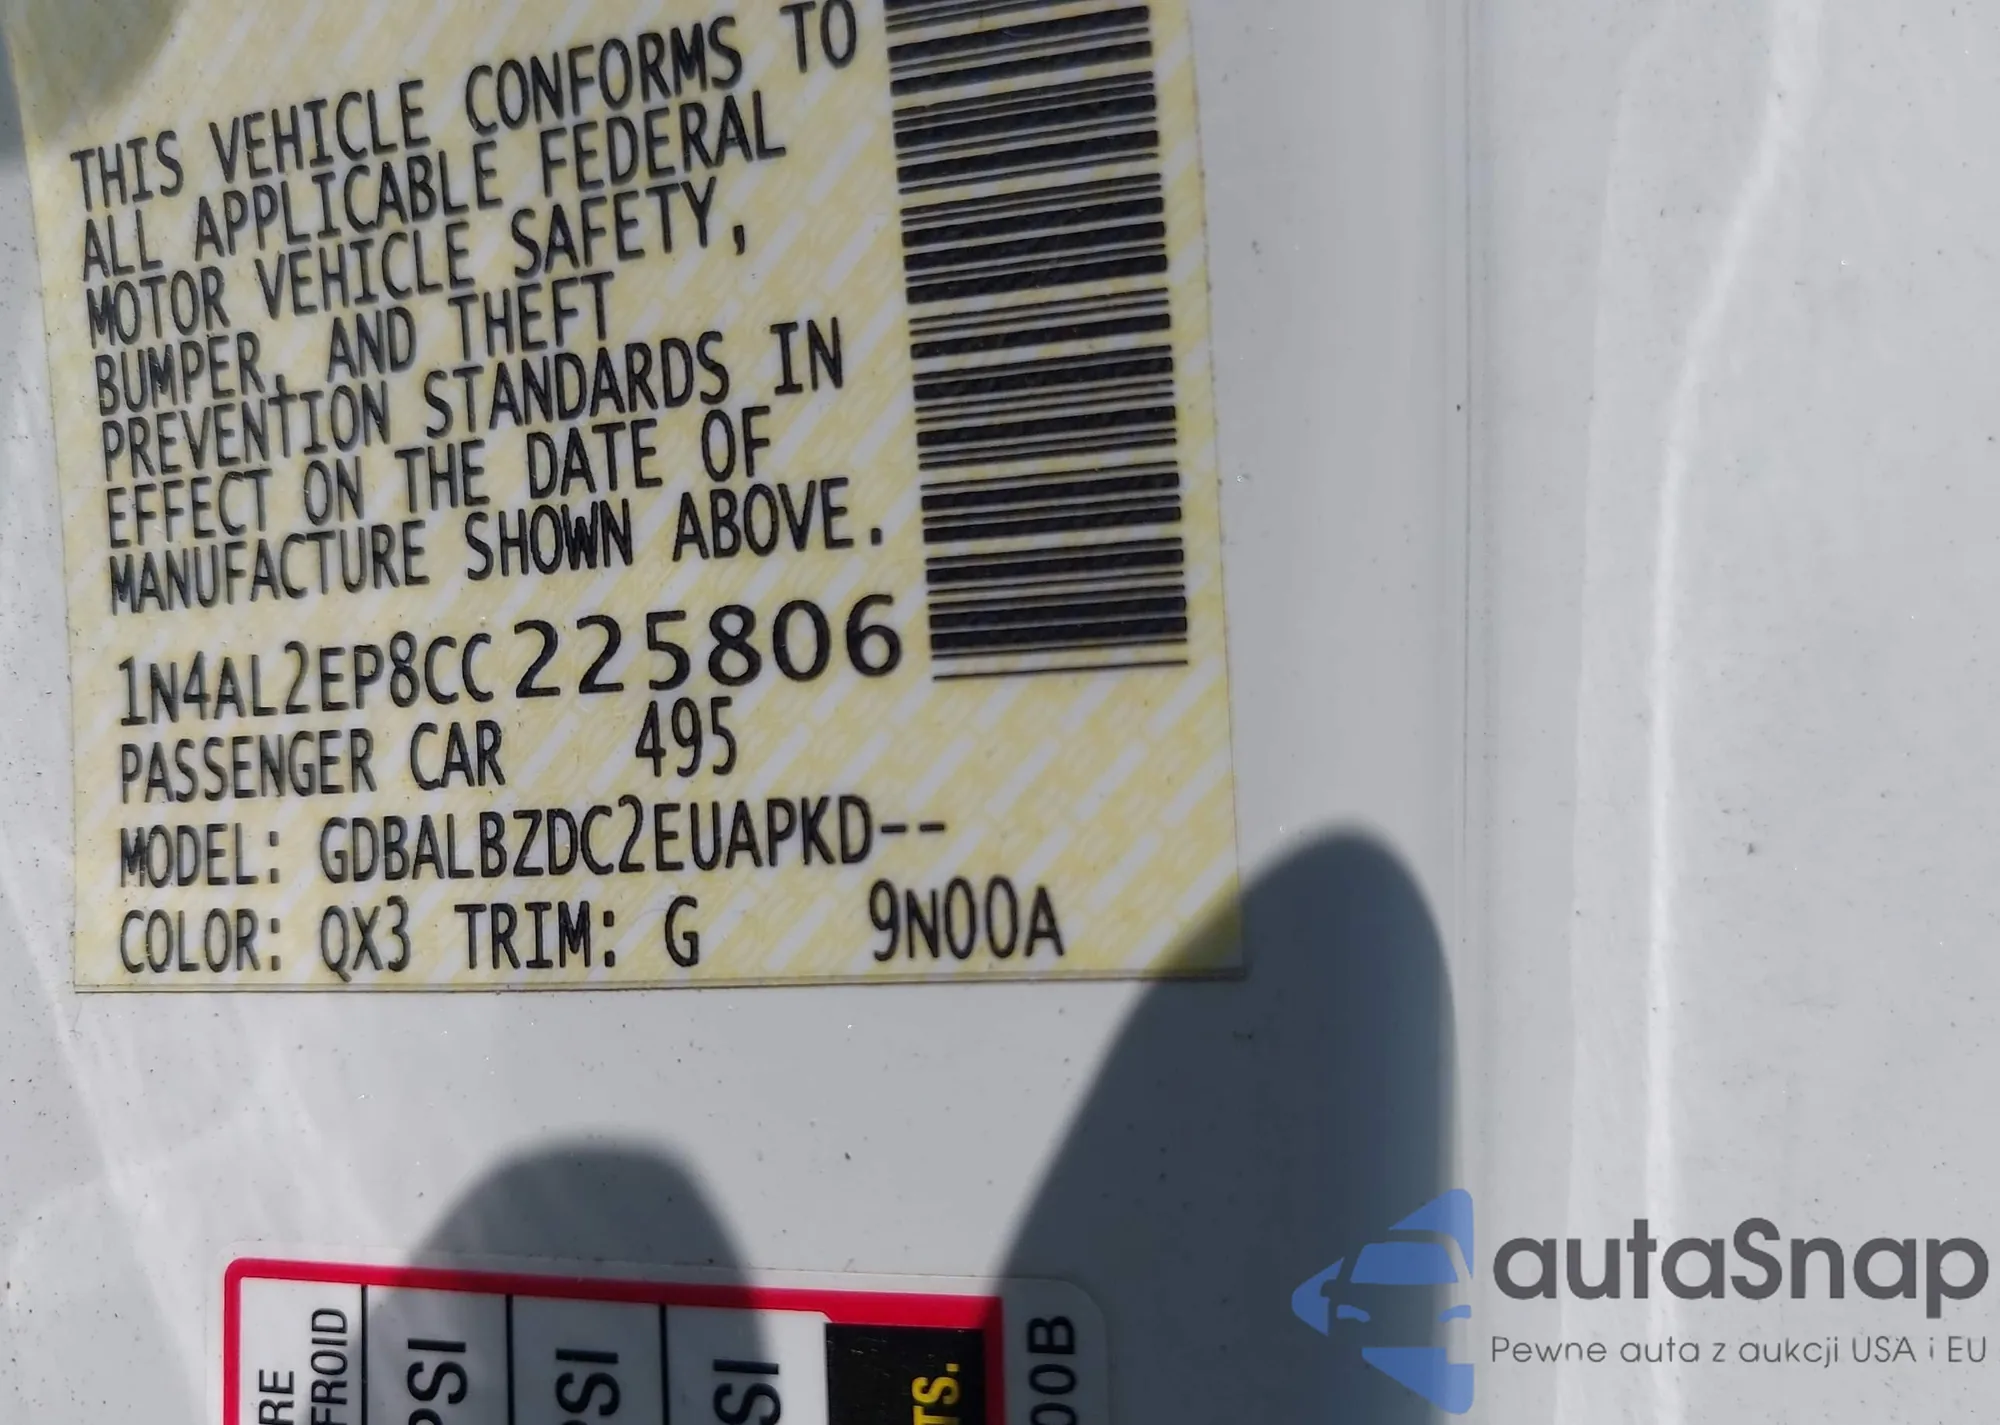 THIS VEHICLE CONFORMS TO
ALL APPLICABLE FEDERAL
MOTOR VEHICLE SAFETY,
BUMPER, AND THEFT
PREVENTION STANDARDS IN
EFFECT ON THE DATE OF
MANUFACTURE SHOWN ABOVE.
1N4AL2EP8CC225806
PASSENGER CAR 495
MODEL: GDBALBZDC2EUAPKD--
COLOR: QX3 TRIM: G 9N00A
FROID
PSI
PSI
PSI
00B
autaSnap
Pewne auta z aukcji USA i EU